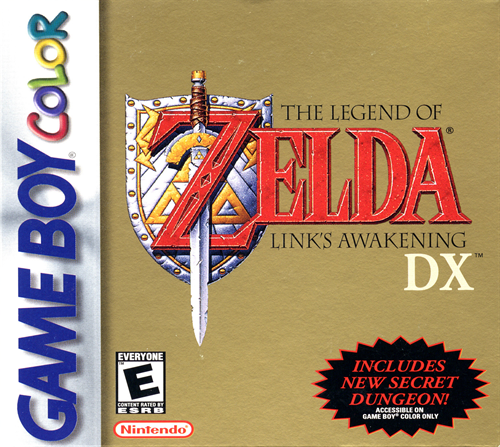 GAME BOY COLOR
THE LEGEND OF
ZELDA®
LINK'S AWAKENING
DX™
EVERYONE
E
CONTENT RATED BY
ESRB
Nintendo®
INCLUDES
NEW SECRET
DUNGEON!
ACCESSIBLE ON
GAME BOY® COLOR ONLY